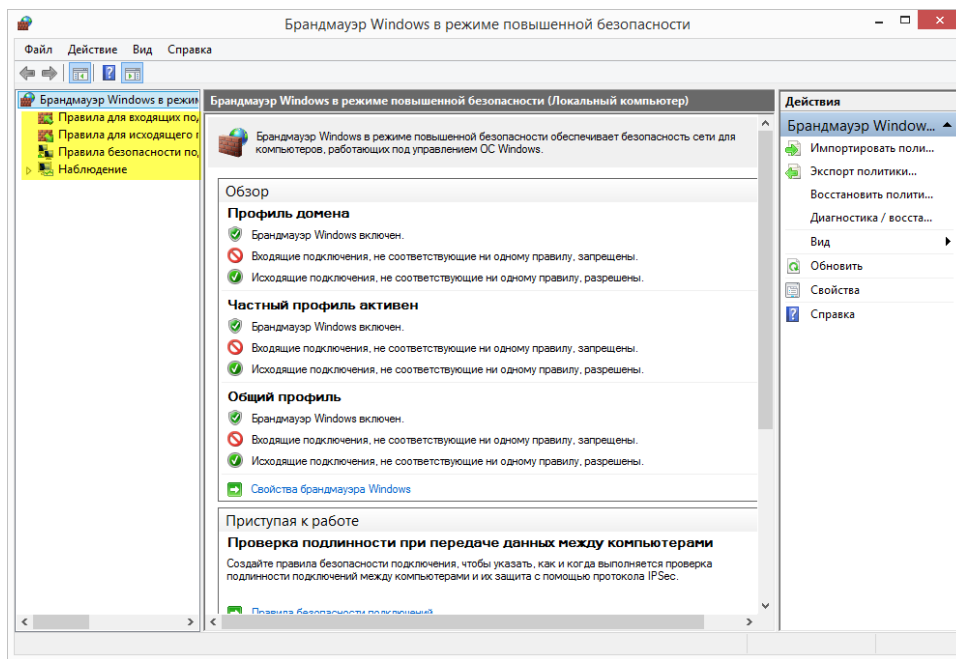 Брандмауэр Windows в режиме повышенной безопасности
Файл Действие Вид Справка
Брандмауэр Windows в режим
Правила для входящих по
Правила для исходящего
Правила безопасности по
Наблюдение
Брандмауэр Windows в режиме повышенной безопасности (Локальный компьютер)
Брандмауэр Windows в режиме повышенной безопасности обеспечивает безопасность сети для
компьютеров, работающих под управлением ОС Windows.
Обзор
Профиль домена
Брандмауэр Windows включен.
Входящие подключения, не соответствующие ни одному правилу, запрещены.
Исходящие подключения, не соответствующие ни одному правилу, разрешены.
Частный профиль активен
Брандмауэр Windows включен.
Входящие подключения, не соответствующие ни одному правилу, запрещены.
Исходящие подключения, не соответствующие ни одному правилу, разрешены.
Общий профиль
Брандмауэр Windows включен.
Входящие подключения, не соответствующие ни одному правилу, запрещены.
Исходящие подключения, не соответствующие ни одному правилу, разрешены.
Свойства брандмауэра Windows
Приступая к работе
Проверка подлинности при передаче данных между компьютерами
Создайте правила безопасности подключения, чтобы указать, как и когда выполняется проверка
подлинности подключений между компьютерами и их защита с помощью протокола IPSec.
Правила безопасности подключений
Действия
Брандмауэр Window...
Импортировать поли...
Экспорт политики...
Восстановить полити...
Диагностика / восста...
Вид
Обновить
Свойства
Справка